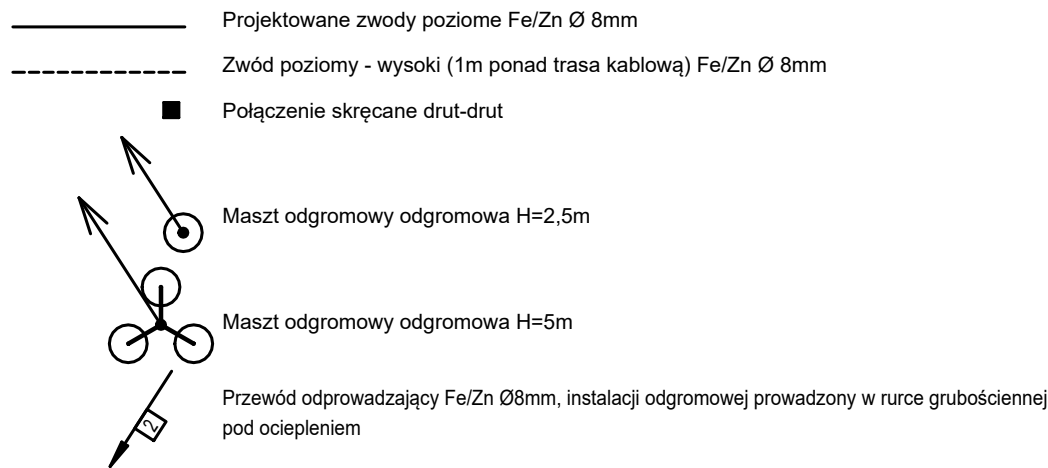 Projektowane zwody poziome Fe/Zn Ø 8mm
Zwód poziomy - wysoki (1m ponad trasa kablową) Fe/Zn Ø 8mm
Połączenie skręcane drut-drut
Maszt odgromowy odgromowa H=2,5m
Maszt odgromowy odgromowa H=5m
Przewód odprowadzający Fe/Zn Ø8mm, instalacji odgromowej prowadzony w rurce grubościennej
pod ociepleniem
2